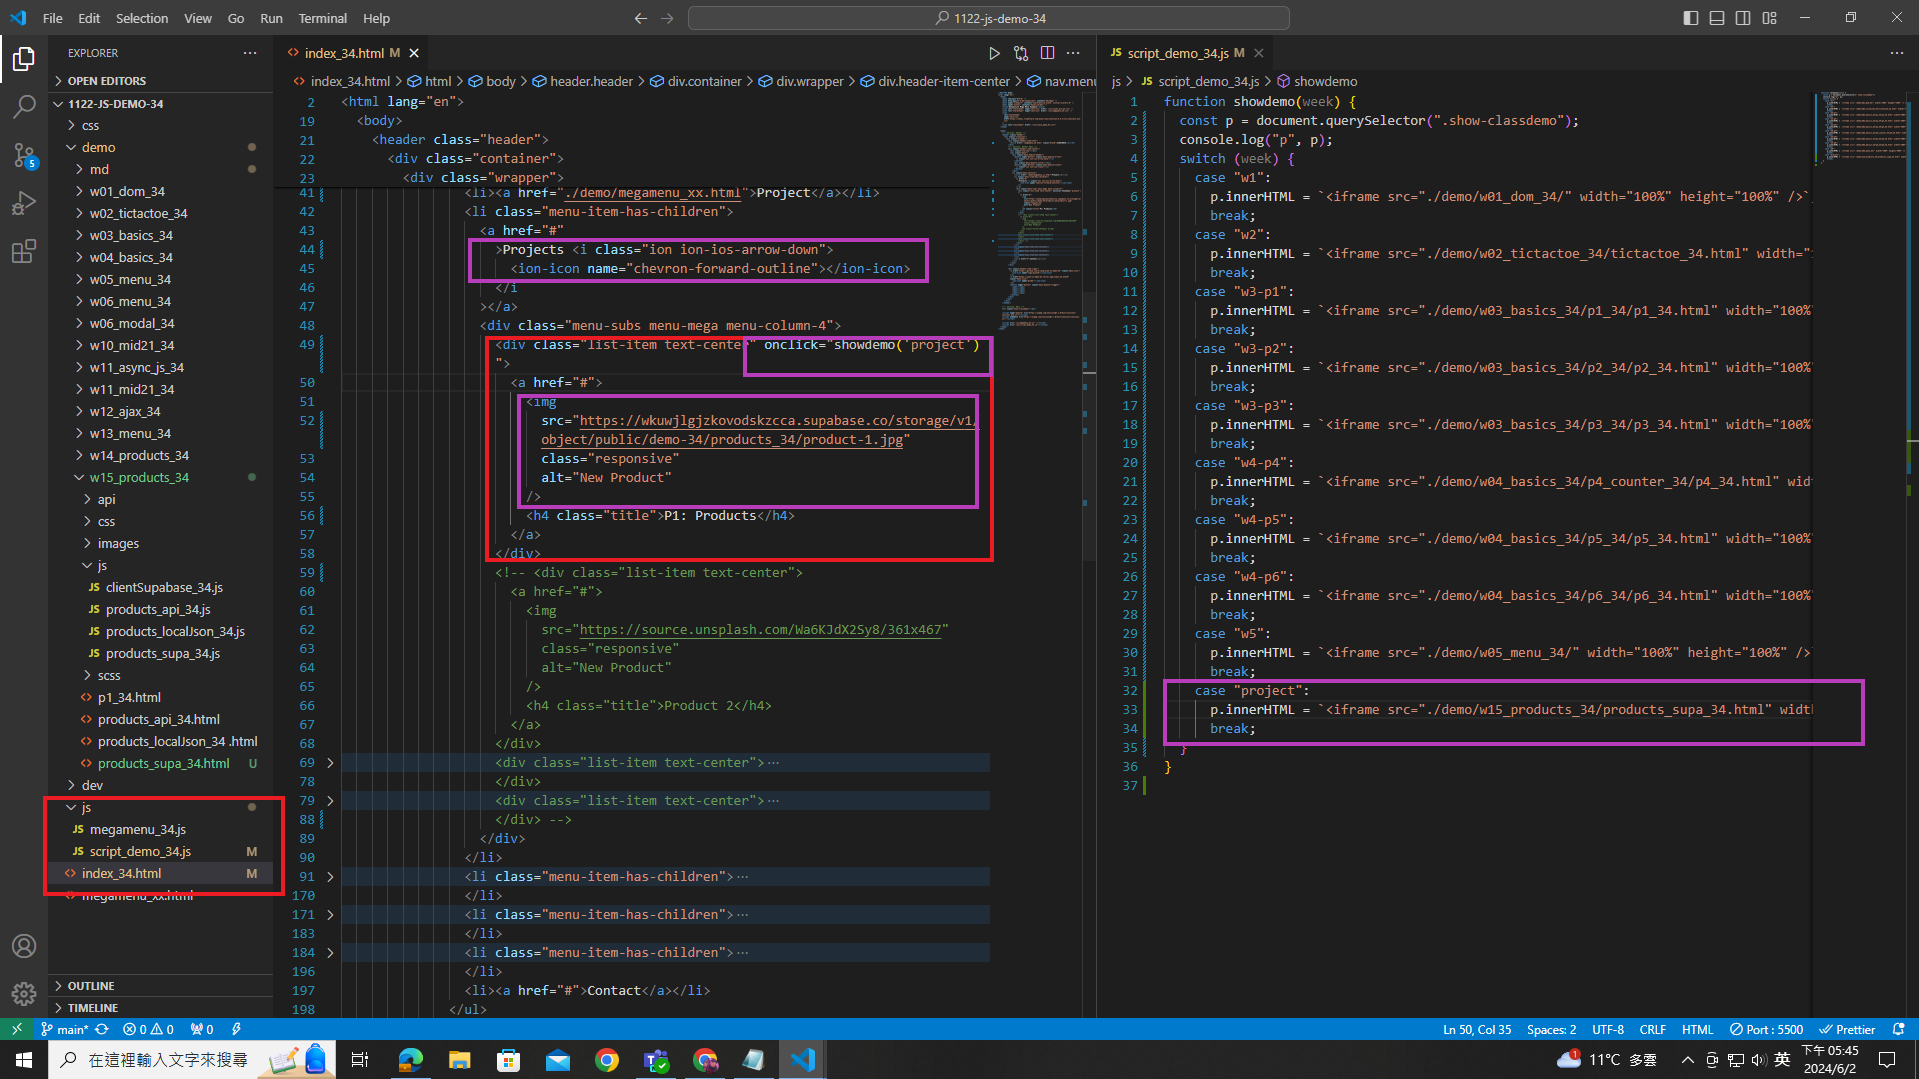 File Edit Selection View Go Run Terminal Help
1122-js-demo-34
EXPLORER
OPEN EDITORS
1122-JS-DEMO-34
css
demo
md
w01_dom_34
w02_tictactoe_34
w03_basics_34
w04_basics_34
w05_menu_34
w06_menu_34
w06_modal_34
w10_mid21_34
w11_async_js_34
w11_mid21_34
w12_ajax_34
w13_menu_34
w14_products_34
w15_products_34
api
css
images
js
JS clientSupabase_34.js
JS products_api_34.js
JS products_localJson_34.js
JS products_supa_34.js
scss
p1_34.html
products_api_34.html
products_localJson_34 .html
products_supa_34.html U
dev
js
JS megamenu_34.js
JS script_demo_34.js M
index_34.html M
megamenu_xx.html
OUTLINE
TIMELINE
5
index_34.html M
index_34.html > html > body > header.header > div.container > div.wrapper > div.header-item-center > nav.menu
2 <html lang="en">
19 <body>
21 <header class="header">
22 <div class="container">
23 <div class="wrapper">
41 <li><a href="./demo/megamenu_xx.html">Project</a></li>
42 <li class="menu-item-has-children">
43 <a href="#"
44 >Projects <i class="ion ion-ios-arrow-down">
45 <ion-icon name="chevron-forward-outline"></ion-icon>
46 </i
47 ></a>
48 <div class="menu-subs menu-mega menu-column-4">
49 <div class="list-item text-center" onclick="showdemo('project')
">
50 <a href="#">
51 <img
52 src="https://wkuwjlgjzkovodskzcca.supabase.co/storage/v1/
object/public/demo-34/products_34/product-1.jpg"
53 class="responsive"
54 alt="New Product"
55 />
56 <h4 class="title">P1: Products</h4>
57 </a>
58 </div>
59 <!-- <div class="list-item text-center">
60 <a href="#">
61 <img
62 src="https://source.unsplash.com/Wa6KJdX2Sy8/361x467"
63 class="responsive"
64 alt="New Product"
65 />
66 <h4 class="title">Product 2</h4>
67 </a>
68 </div>
69 <div class="list-item text-center">···
78 </div>
79 <div class="list-item text-center">···
88 </div> -->
89 </div>
90 </li>
91 <li class="menu-item-has-children">···
170 </li>
171 <li class="menu-item-has-children">···
183 </li>
184 <li class="menu-item-has-children">···
196 </li>
197 <li><a href="#">Contact</a></li>
198 </ul>
JS script_demo_34.js M
js > JS script_demo_34.js > showdemo
1 function showdemo(week) {
2 const p = document.querySelector(".show-classdemo");
3 console.log("p", p);
4 switch (week) {
5 case "w1":
6 p.innerHTML = `<iframe src="./demo/w01_dom_34/" width="100%" height="100%" />`
7 break;
8 case "w2":
9 p.innerHTML = `<iframe src="./demo/w02_tictactoe_34/tictactoe_34.html" width="
10 break;
11 case "w3-p1":
12 p.innerHTML = `<iframe src="./demo/w03_basics_34/p1_34/p1_34.html" width="100%"
13 break;
14 case "w3-p2":
15 p.innerHTML = `<iframe src="./demo/w03_basics_34/p2_34/p2_34.html" width="100%"
16 break;
17 case "w3-p3":
18 p.innerHTML = `<iframe src="./demo/w03_basics_34/p3_34/p3_34.html" width="100%"
19 break;
20 case "w4-p4":
21 p.innerHTML = `<iframe src="./demo/w04_basics_34/p4_counter_34/p4_34.html" wid
22 break;
23 case "w4-p5":
24 p.innerHTML = `<iframe src="./demo/w04_basics_34/p5_34/p5_34.html" width="100%"
25 break;
26 case "w4-p6":
27 p.innerHTML = `<iframe src="./demo/w04_basics_34/p6_34/p6_34.html" width="100%"
28 break;
29 case "w5":
30 p.innerHTML = `<iframe src="./demo/w05_menu_34/" width="100%" height="100%" />`
31 break;
32 case "project":
33 p.innerHTML = `<iframe src="./demo/w15_products_34/products_supa_34.html" width
34 break;
35 }
36 }
37
main* 0 0 0
Ln 50, Col 35 Spaces: 2 UTF-8 CRLF HTML Port : 5500 Prettier
在這裡輸入文字來搜尋
1 11°C 多雲 英
下午 05:45
2024/6/2